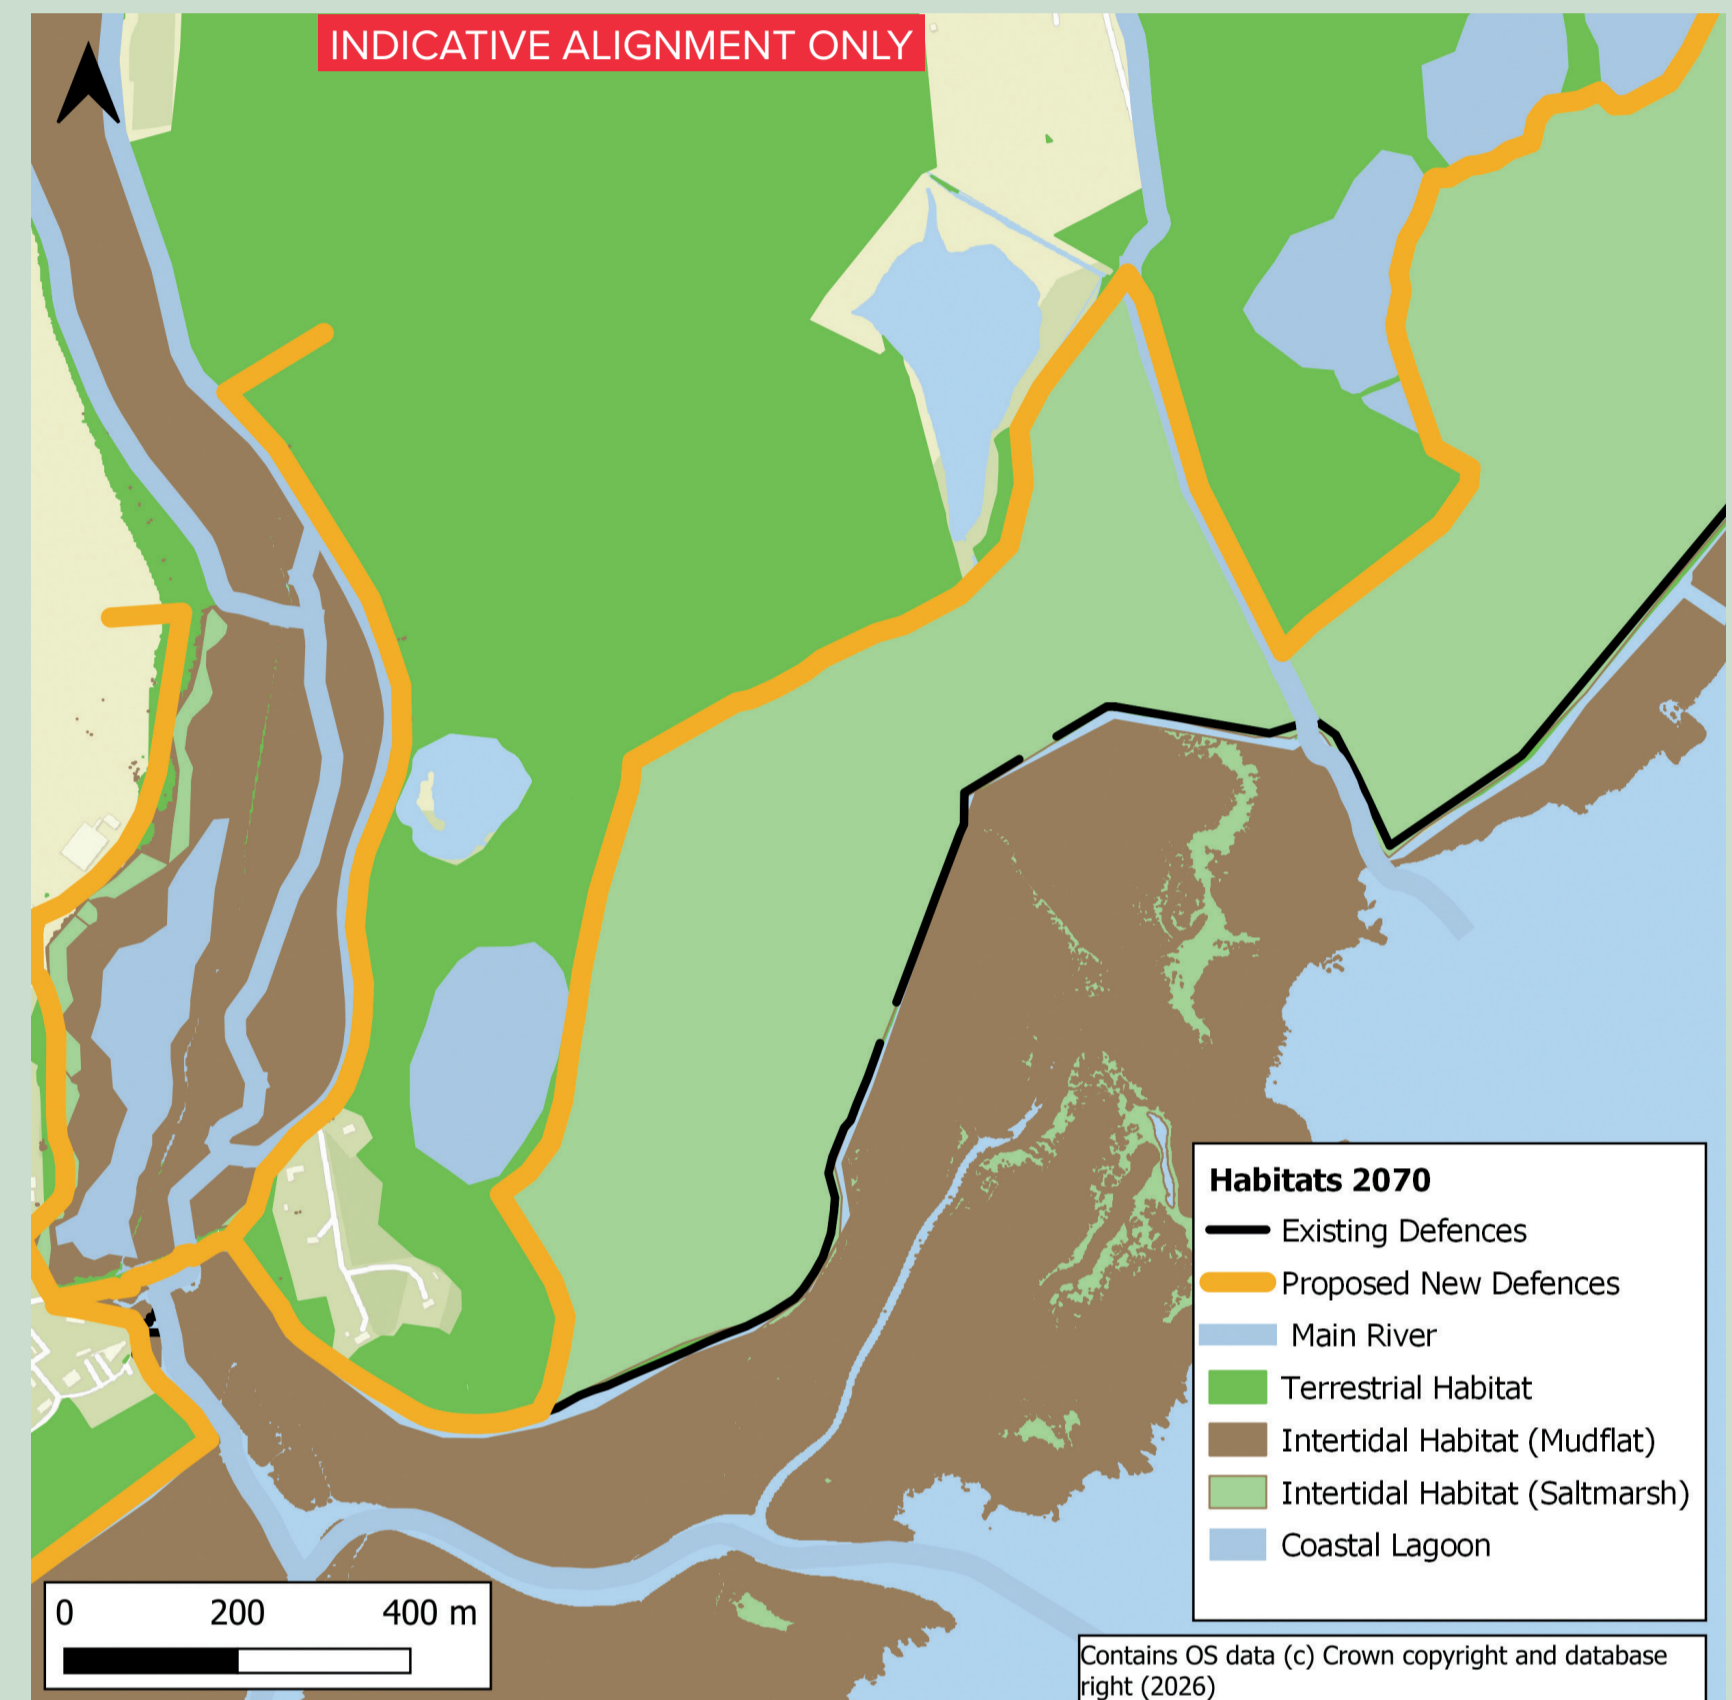 INDICATIVE ALIGNMENT ONLY
Habitats 2070
Existing Defences
Proposed New Defences
Main River
Terrestrial Habitat
Intertidal Habitat (Mudflat)
Intertidal Habitat (Saltmarsh)
Coastal Lagoon
0 200 400 m
Contains OS data (c) Crown copyright and database
right (2026)